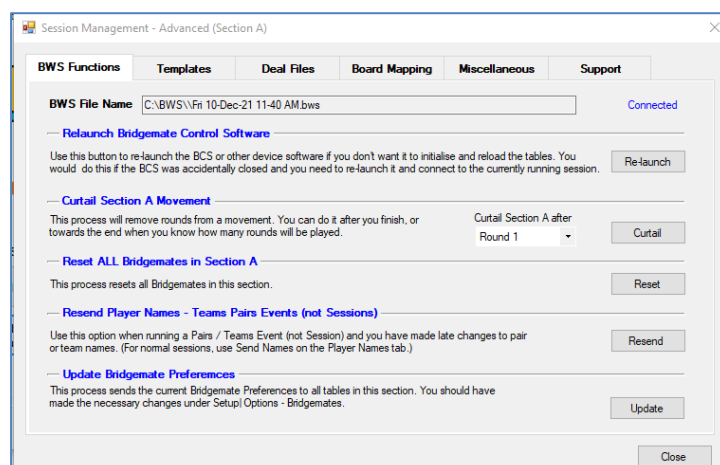 Session Management - Advanced (Section A)
BWS Functions Templates Deal Files Board Mapping Miscellaneous Support
BWS File Name C:\BWS\\Fri 10-Dec-21 11-40 AM.bws Connected
Relaunch Bridgemate Control Software
Use this button to re-launch the BCS or other device software if you don't want it to initialise and reload the tables. You
would do this if the BCS was accidentally closed and you need to re-launch it and connect to the currently running session.
Re-launch
Curtail Section A Movement
This process will remove rounds from a movement. You can do it after you finish, or
towards the end when you know how many rounds will be played.
Curtail Section A after
Round 1
Curtail
Reset ALL Bridgemates in Section A
This process resets all Bridgemates in this section.
Reset
Resend Player Names - Teams Pairs Events (not Sessions)
Use this option when running a Pairs / Teams Event (not Session) and you have made late changes to pair
or team names. (For normal sessions, use Send Names on the Player Names tab.)
Resend
Update Bridgemate Preferemces
This process sends the current Bridgemate Preferences to all tables in this section. You should have
made the necessary changes under Setup| Options - Bridgemates.
Update
Close